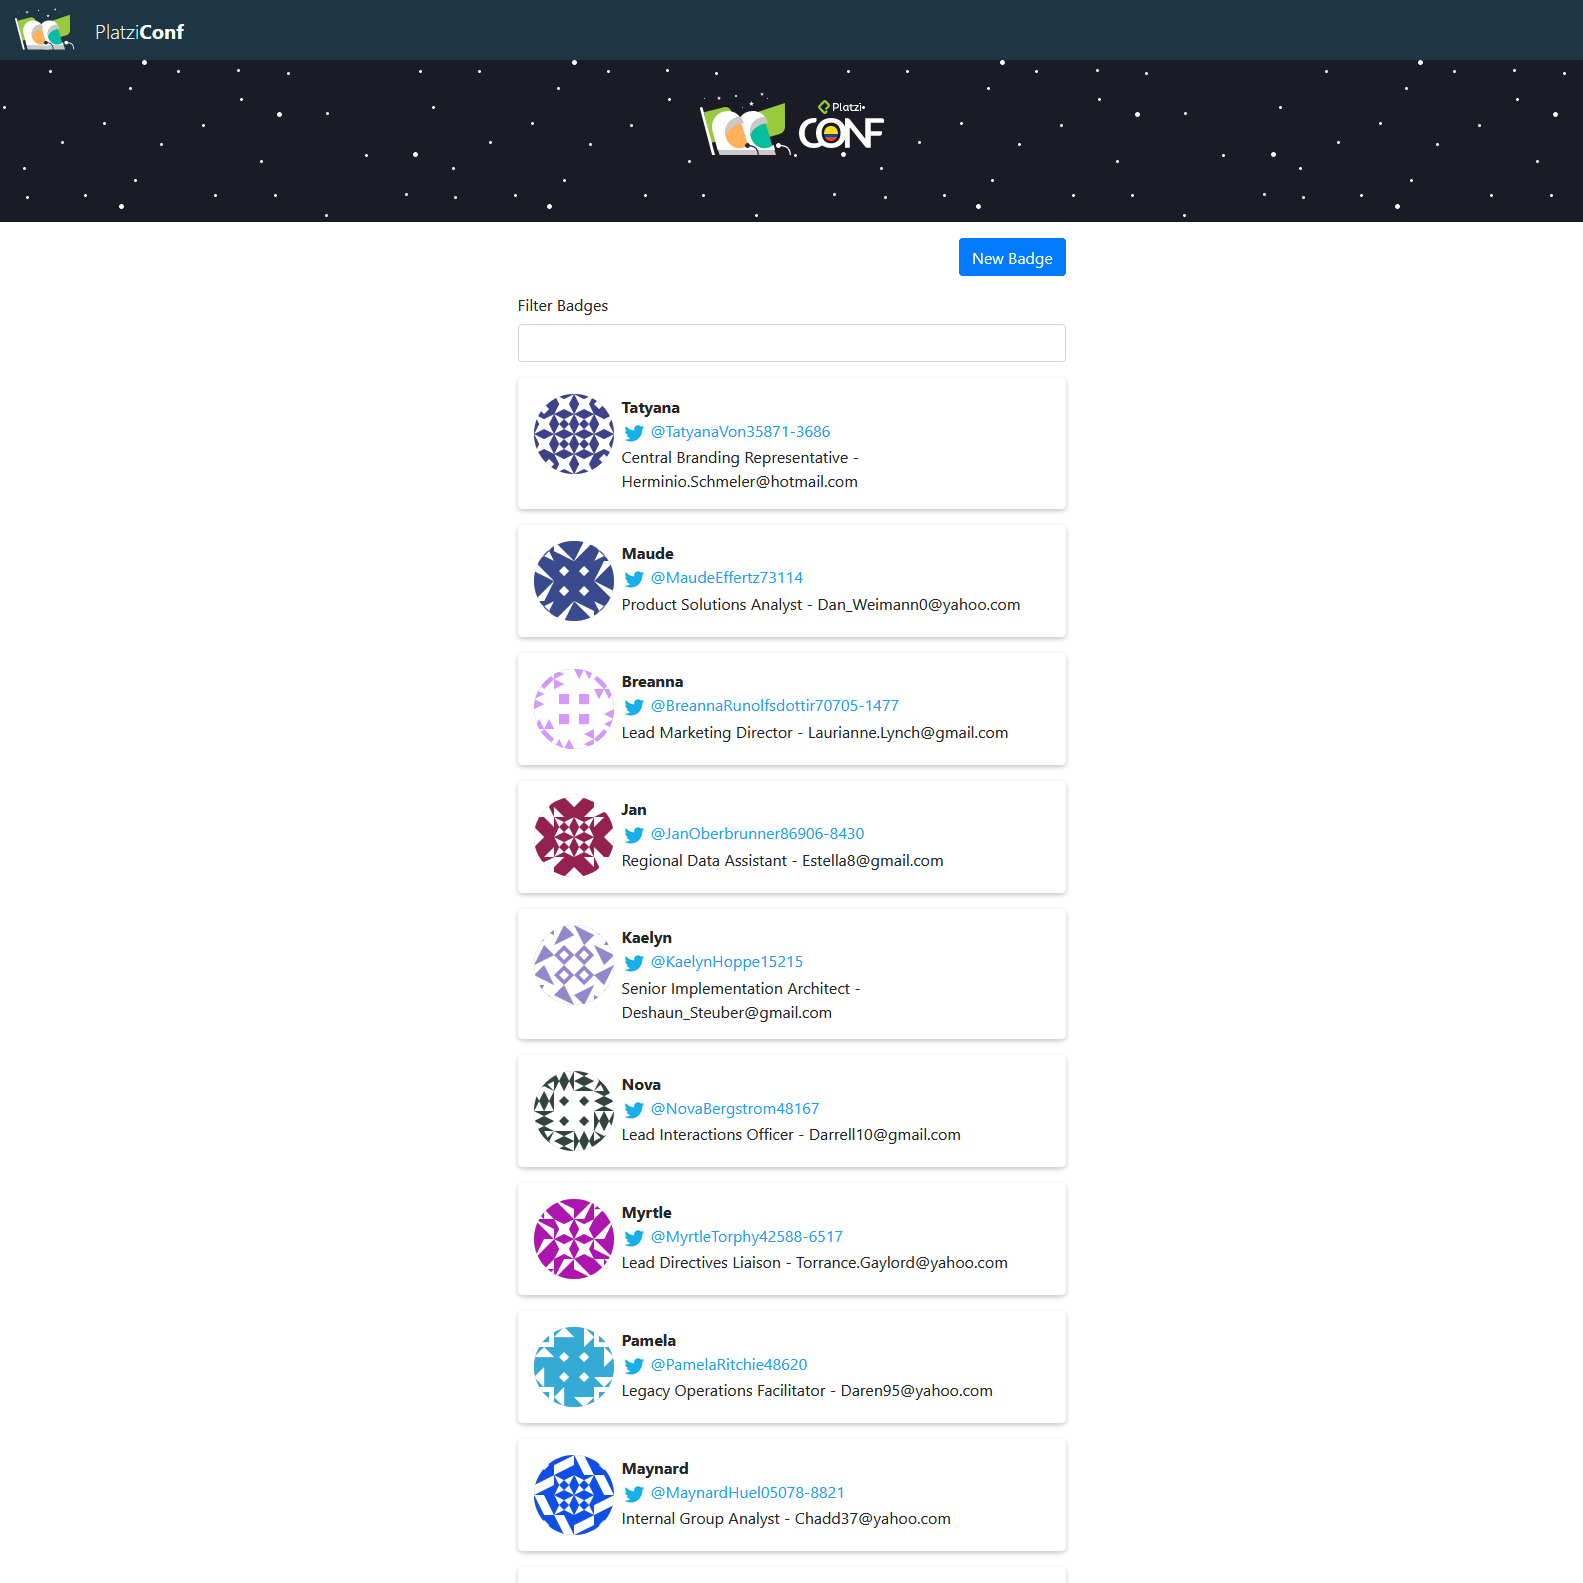 PlatziConf
Platzi
CONF
New Badge
Filter Badges
Tatyana
@TatyanaVon35871-3686
Central Branding Representative -
Herminio.Schmeler@hotmail.com
Maude
@MaudeEffertz73114
Product Solutions Analyst - Dan_Weimann0@yahoo.com
Breanna
@BreannaRunolfsdottir70705-1477
Lead Marketing Director - Laurianne.Lynch@gmail.com
Jan
@JanOberbrunner86906-8430
Regional Data Assistant - Estella8@gmail.com
Kaelyn
@KaelynHoppe15215
Senior Implementation Architect -
Deshaun_Steuber@gmail.com
Nova
@NovaBergstrom48167
Lead Interactions Officer - Darrell10@gmail.com
Myrtle
@MyrtleTorphy42588-6517
Lead Directives Liaison - Torrance.Gaylord@yahoo.com
Pamela
@PamelaRitchie48620
Legacy Operations Facilitator - Daren95@yahoo.com
Maynard
@MaynardHuel05078-8821
Internal Group Analyst - Chadd37@yahoo.com